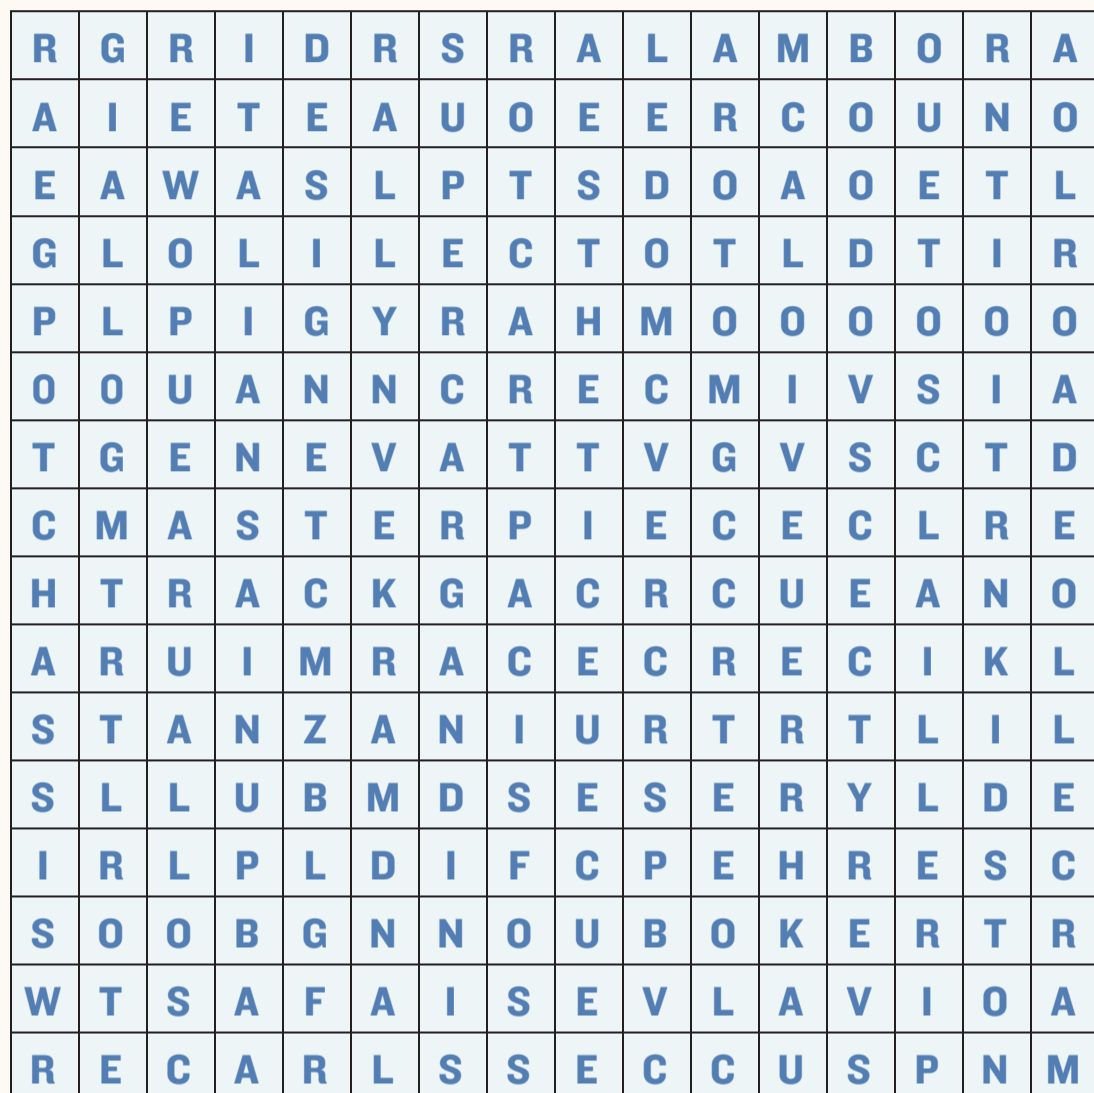 R G R I D R S R A L A M B O R A
A I E T E A U O E E R C O U N O
E A W A S L P T S D O A O E T L
G L O L I L E C T O T L D T I R
P L P I G Y R A H M O O O O O O
O O U A N N C R E C M I V S I A
T G E N E V A T T V G V S C T D
C M A S T E R P I E C E C L R E
H T R A C K G A C R C U E A N O
A R U I M R A C E C R E C I K L
S T A N Z A N I U R T R T L I L
S L L U B M D S E S E R Y L D E
I R L P L D I F C P E H R E S C
S O O B G N N O U B O K E R T R
W T S A F A I S E V L A V I O A
R E C A R L S S E C C U S P N M